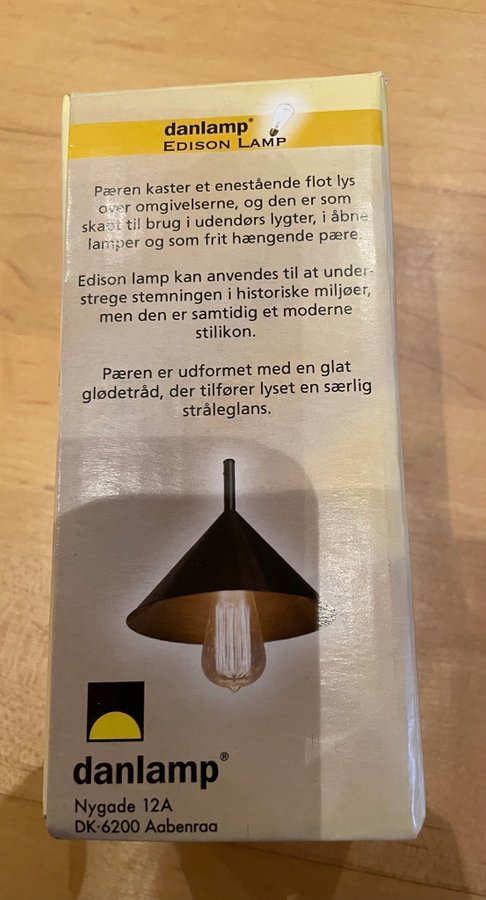 danlamp®
EDISON LAMP
Pæren kaster et enestående flot lys
over omgivelserne, og den er som
skabt til brug i udendørs lygter, i åbne
lamper og som frit hængende pære.
Edison lamp kan anvendes til at under-
strege stemningen i historiske miljøer,
men den er samtidig et moderne
stilikon.
Pæren er udformet med en glat
glødetråd, der tilfører lyset en særlig
stråleglans.
danlamp®
Nygade 12A
DK-6200 Aabenraa